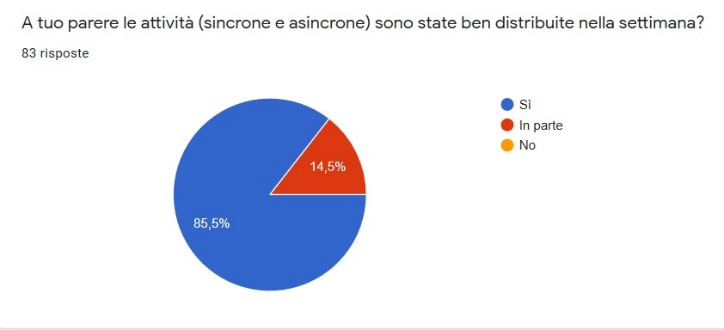 A tuo parere le attività (sincrone e asincrone) sono state ben distribuite nella settimana?
83 risposte
Sì
In parte
No
14,5%
85,5%